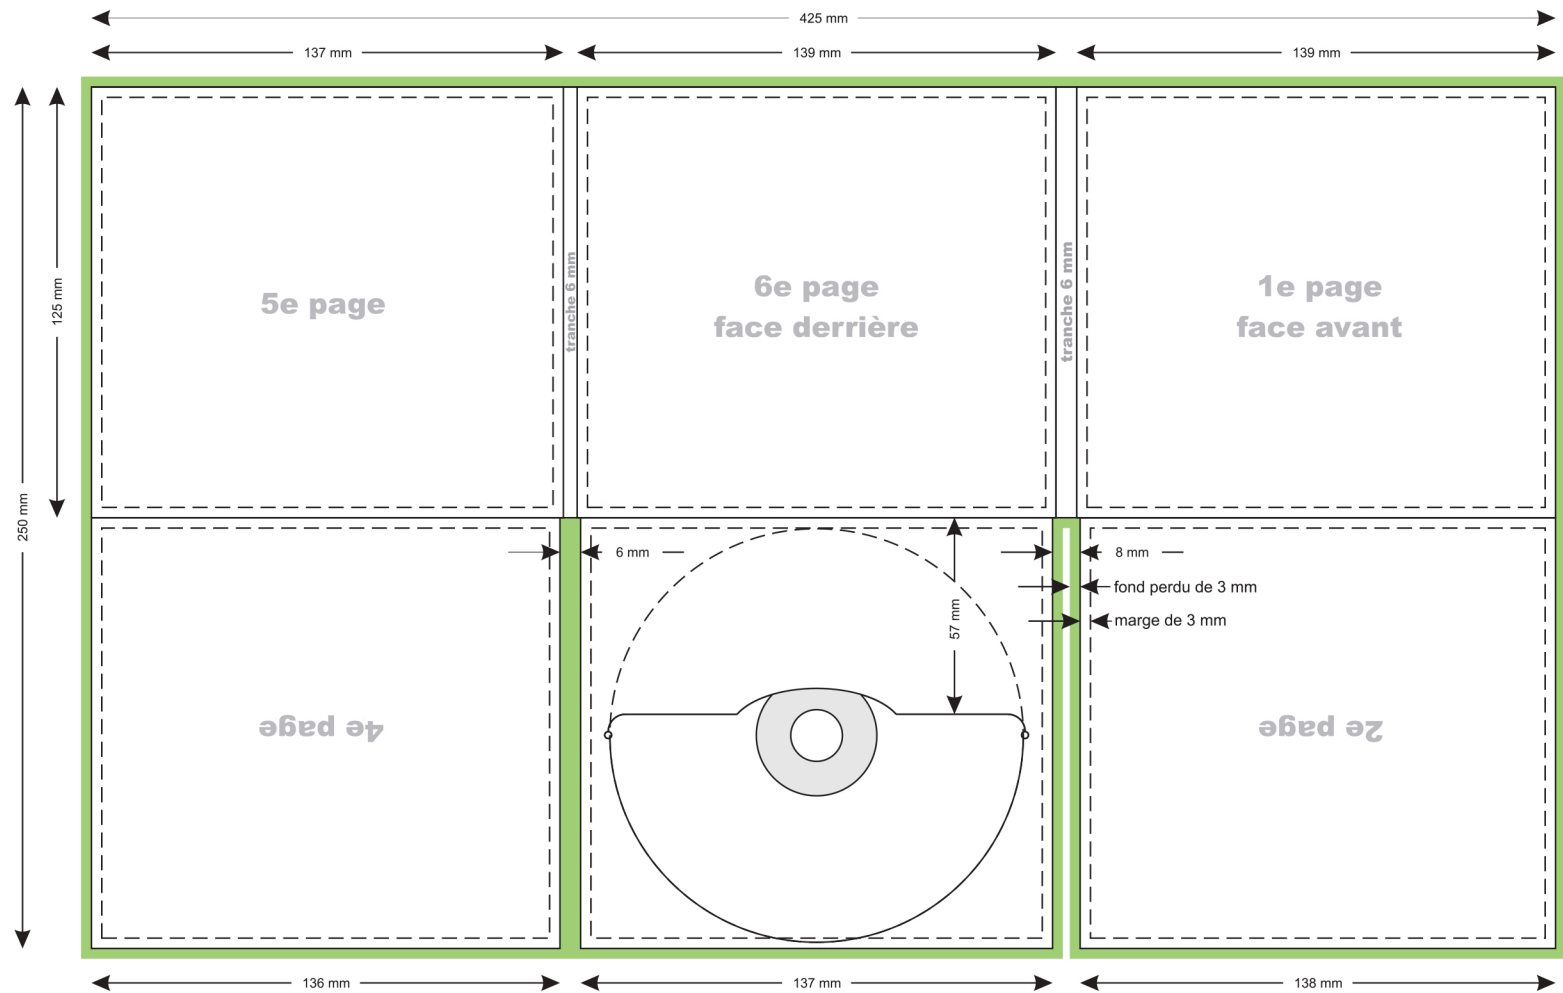 425 mm
137 mm
139 mm
139 mm
125 mm
250 mm
5e page
tranche 6 mm
6e page
face derrière
tranche 6 mm
1e page
face avant
6 mm
57 mm
8 mm
fond perdu de 3 mm
marge de 3 mm
4e page
2e page
136 mm
137 mm
138 mm